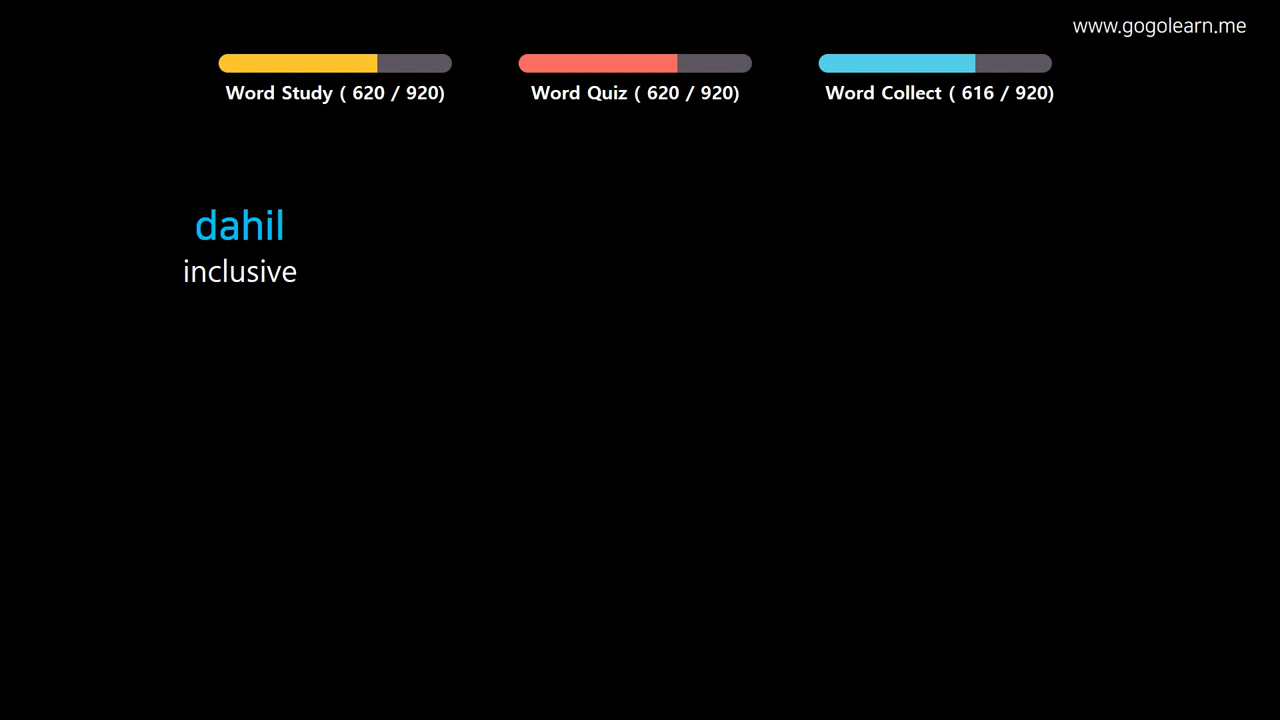 www.gogolearn.me
Word Study ( 620 / 920)
Word Quiz ( 620 / 920)
Word Collect ( 616 / 920)
dahil
inclusive